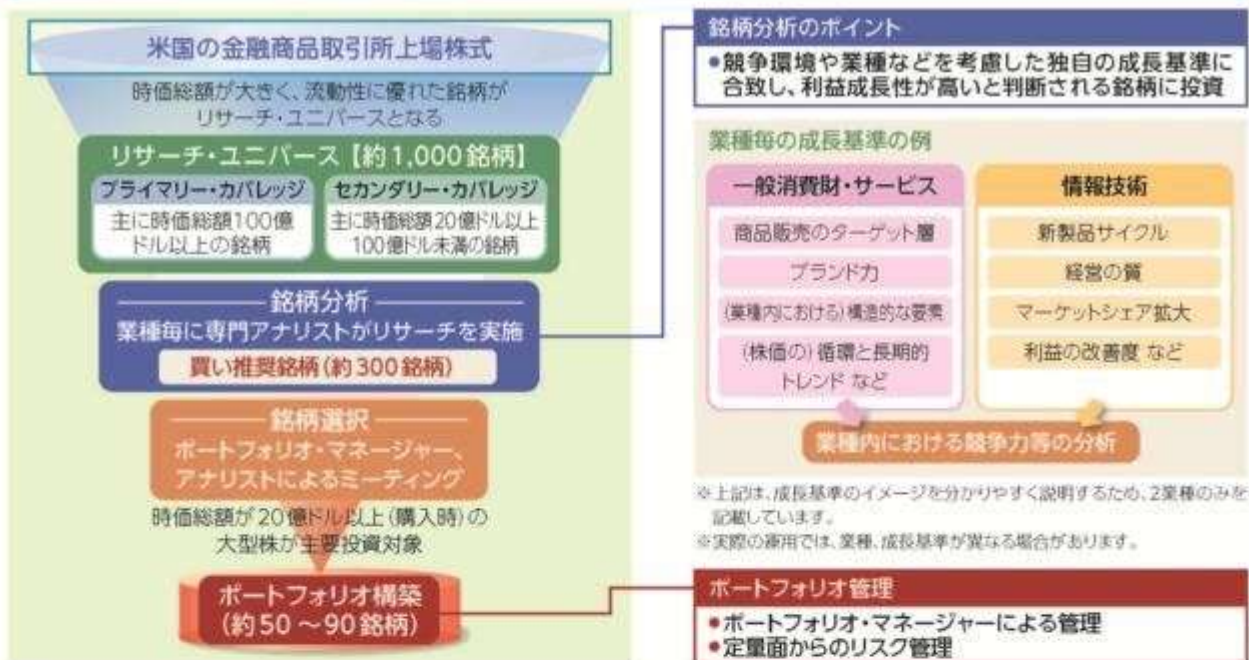 米国の金融商品取引所上場株式
時価総額が大きく、流動性に優れた銘柄が
リサーチ・ユニバースとなる
リサーチ・ユニバース【約1,000銘柄】
プライマリー・カバレッジ
主に時価総額100億
ドル以上の銘柄
セカンダリー・カバレッジ
主に時価総額20億ドル以上
100億ドル未満の銘柄
銘柄分析
業種毎に専門アナリストがリサーチを実施
買い推奨銘柄(約300銘柄)
銘柄選択
ポートフォリオ・マネージャー、
アナリストによるミーティング
時価総額が20億ドル以上(購入時)の
大型株が主要投資対象
ポートフォリオ構築
(約50～90銘柄)
銘柄分析のポイント
●競争環境や業種などを考慮した独自の成長基準に
合致し、利益成長性が高いと判断される銘柄に投資
業種毎の成長基準の例
一般消費財・サービス
商品販売のターゲット層
ブランド力
(業種内における)構造的な要素
(株価の)循環と長期的
トレンド など
情報技術
新製品サイクル
経営の質
マーケットシェア拡大
利益の改善度 など
業種内における競争力等の分析
※上記は、成長基準のイメージを分かりやすく説明するため、2業種のみを
記載しています。
※実際の運用では、業種、成長基準が異なる場合があります。
ポートフォリオ管理
●ポートフォリオ・マネージャーによる管理
●定量面からのリスク管理